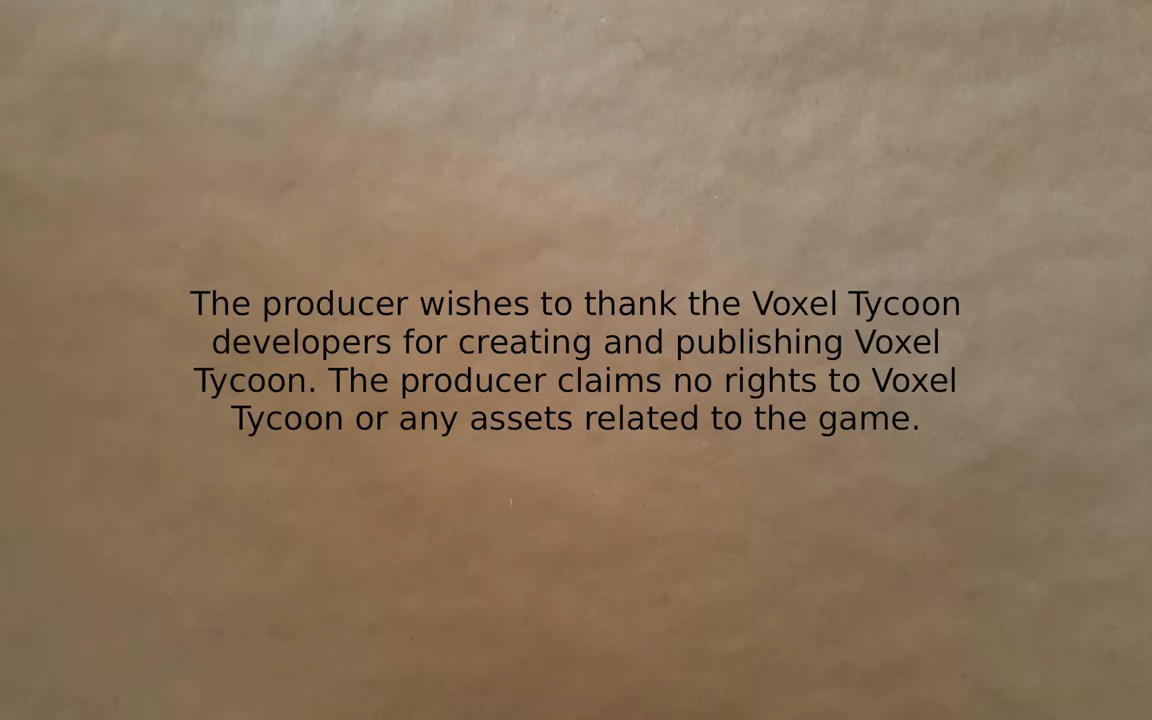 The producer wishes to thank the Voxel Tycoon
developers for creating and publishing Voxel
Tycoon. The producer claims no rights to Voxel
Tycoon or any assets related to the game.